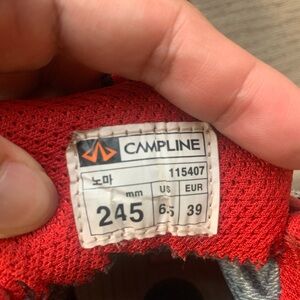 CAMPLINE
노마 115407
mm US EUR
245 6.5 39